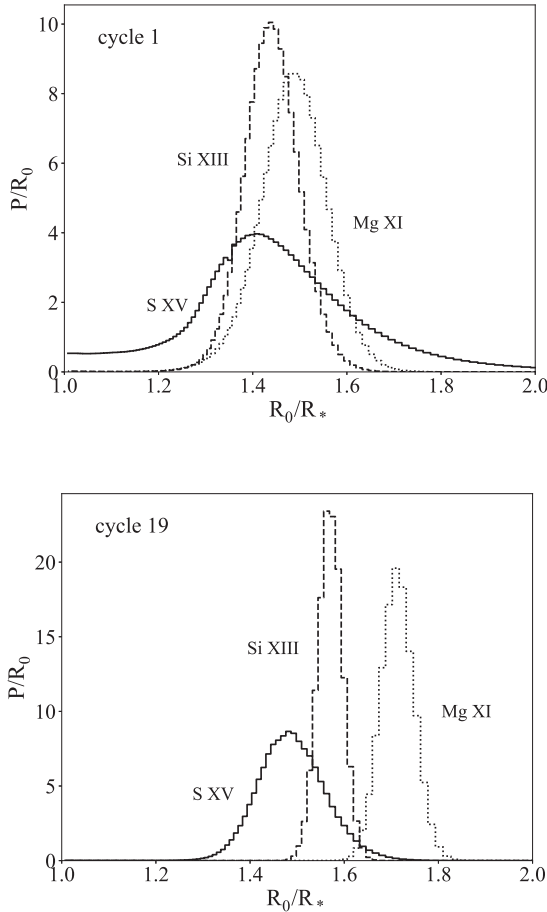 cycle 1
10
8
6
4
2
0
P/R₀
Si XIII
Mg XI
S XV
1.0 1.2 1.4 1.6 1.8 2.0
R₀/R*
cycle 19
20
15
10
5
0
P/R₀
Si XIII
Mg XI
S XV
1.0 1.2 1.4 1.6 1.8 2.0
R₀/R*